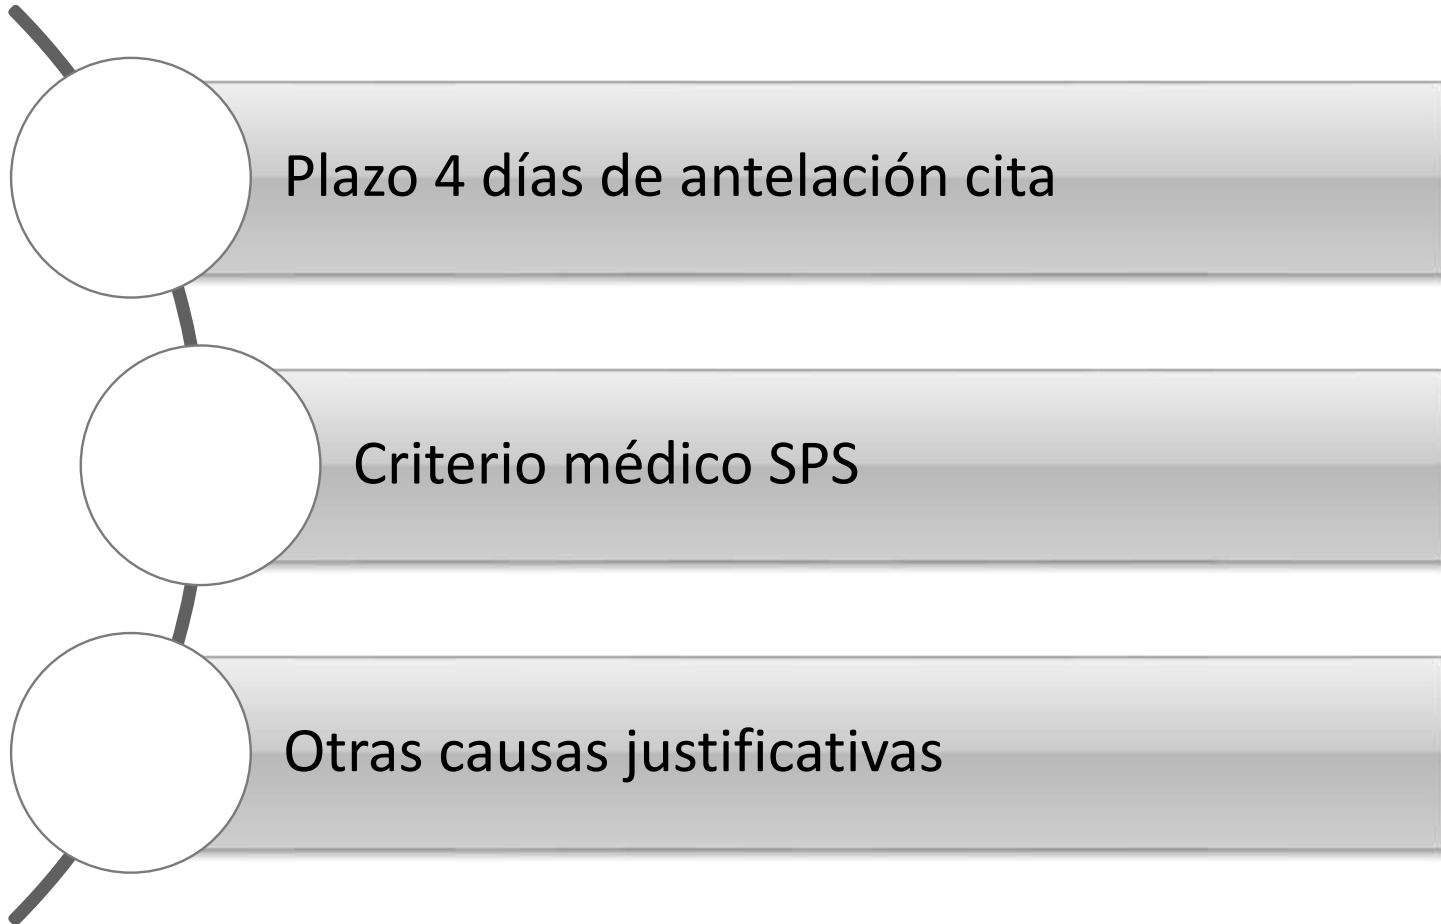 Plazo 4 días de antelación cita
Criterio médico SPS
Otras causas justificativas